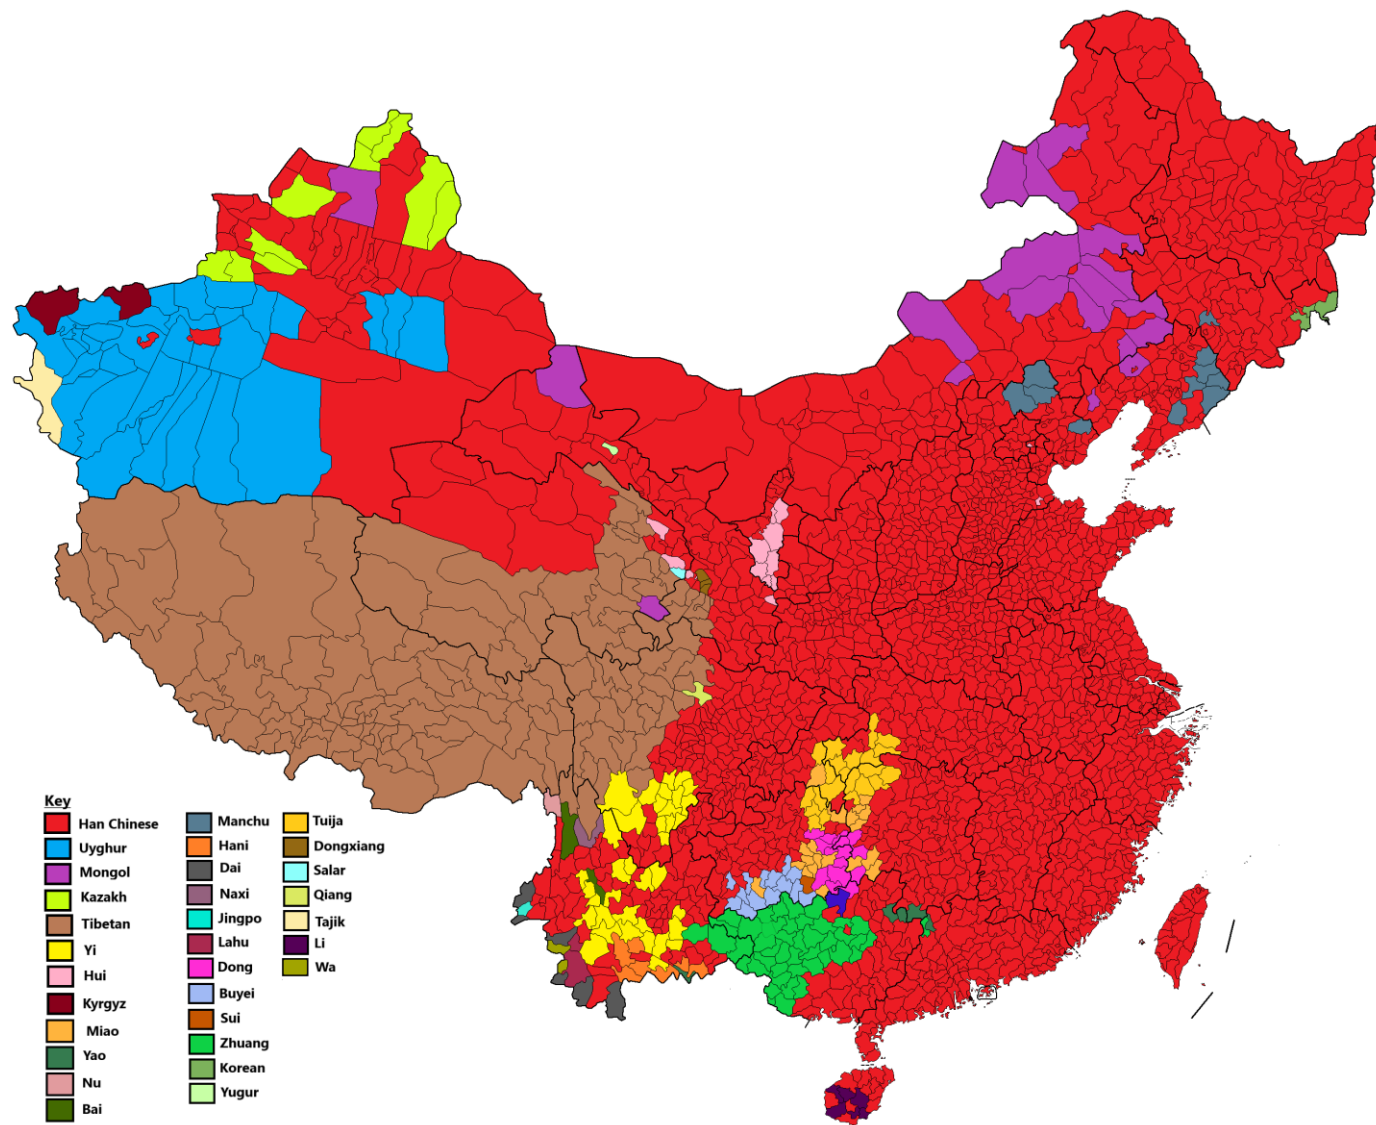 Key
Han Chinese
Uyghur
Mongol
Kazakh
Tibetan
Yi
Hui
Kyrgyz
Miao
Yao
Nu
Bai
Manchu
Hani
Dai
Naxi
Jingpo
Lahu
Dong
Buyei
Sui
Zhuang
Korean
Yugur
Tuija
Dongxiang
Salar
Qiang
Tajik
Li
Wa